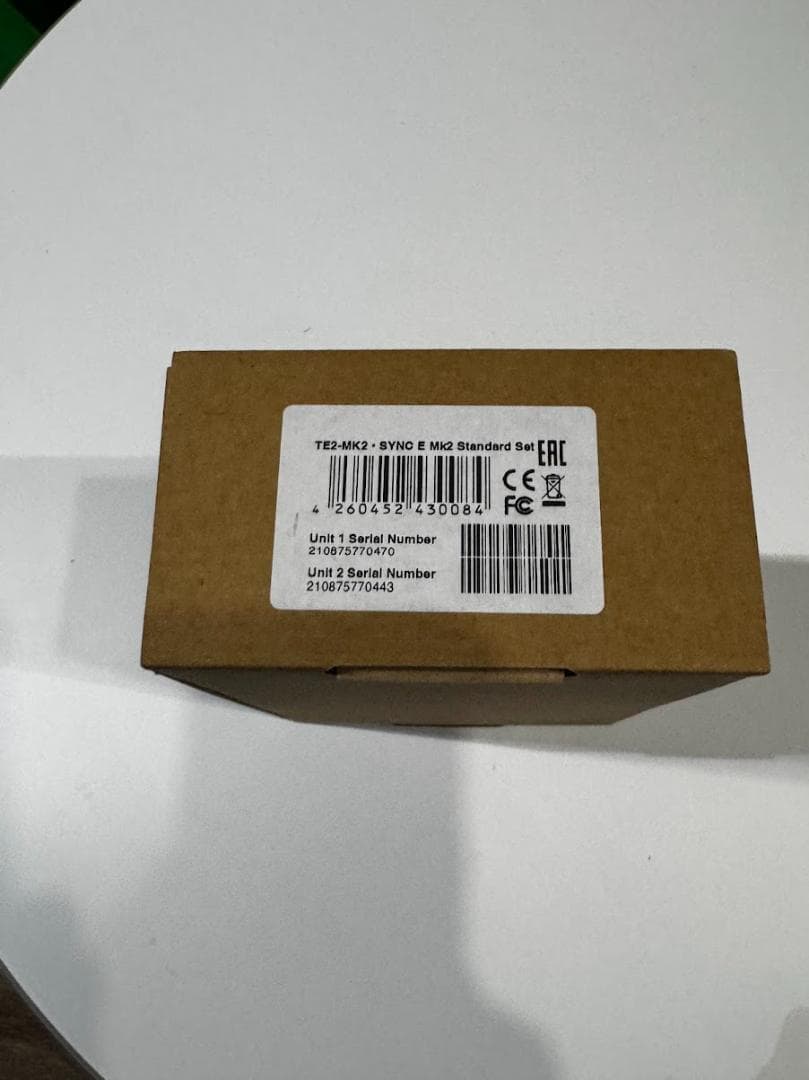 TE2-MK2 • SYNC E Mk2 Standard Set EAC
CE
4 260452 430084 FC
Unit 1 Serial Number
210875770470
Unit 2 Serial Number
210875770443